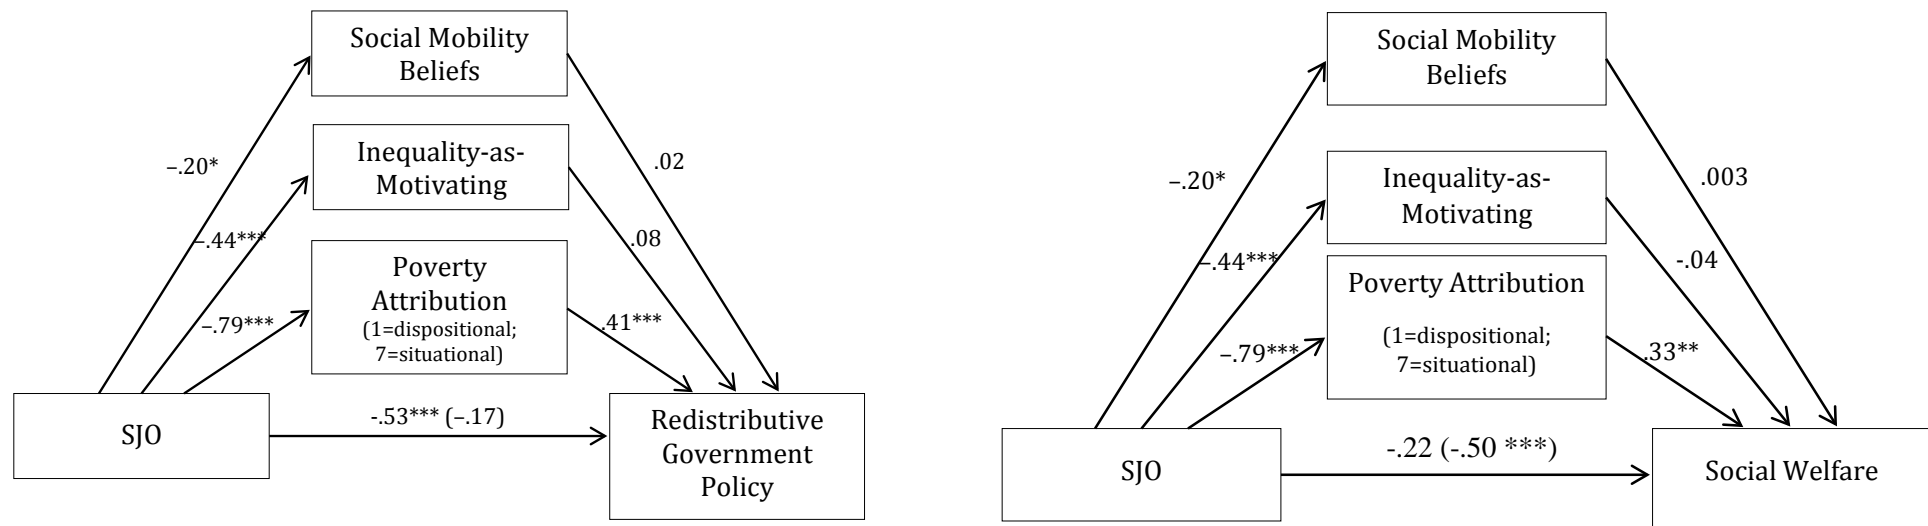 Social Mobility
Beliefs
Inequality-as-
Motivating
Poverty
Attribution
(1=dispositional;
7=situational)
–.20*
–.44***
–.79***
.02
.08
.41***
SJO
-.53*** (–.17)
Redistributive
Government
Policy
Social Mobility
Beliefs
Inequality-as-
Motivating
Poverty Attribution
(1=dispositional;
7=situational)
–.20*
–.44***
–.79***
.003
-.04
.33**
SJO
-.22 (-.50 ***)
Social Welfare